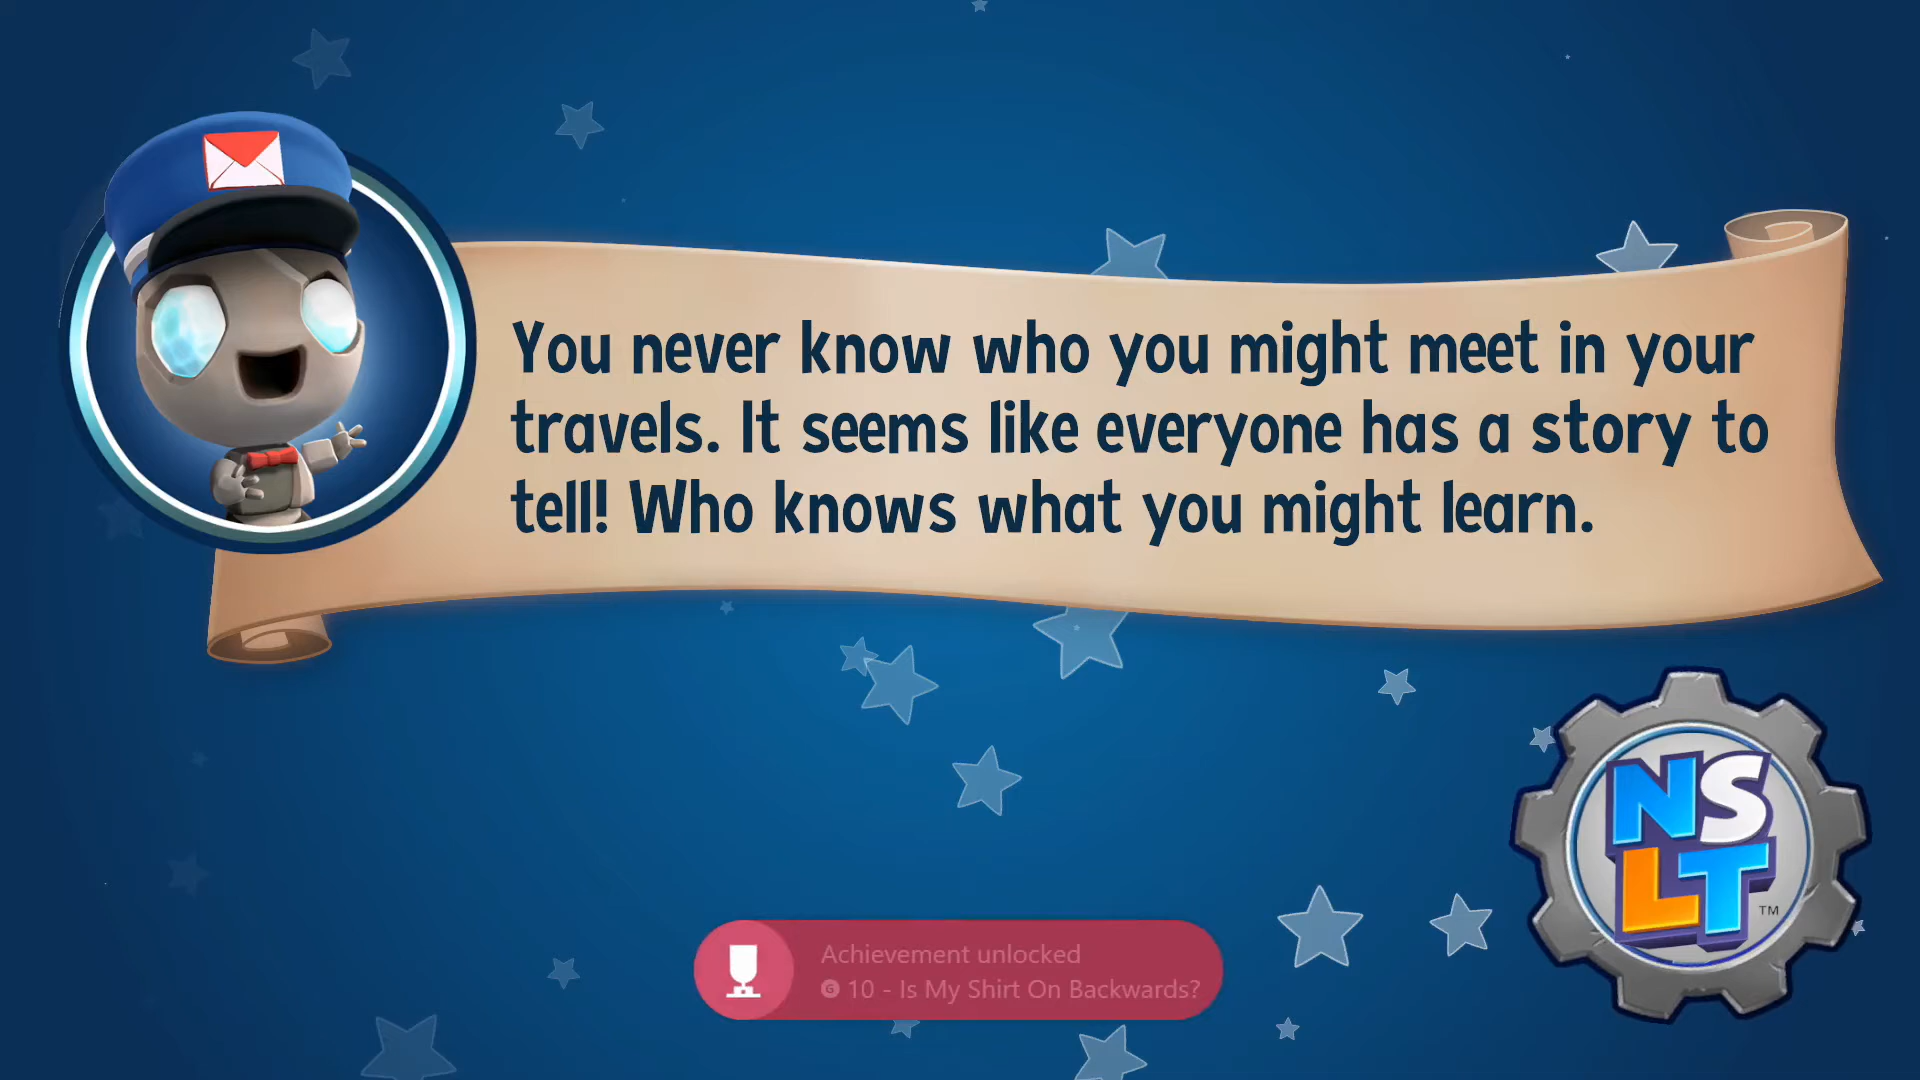 You never know who you might meet in your
travels. It seems like everyone has a story to
tell! Who knows what you might learn.
NS
LT
TM
Achievement unlocked
G 10 - Is My Shirt On Backwards?